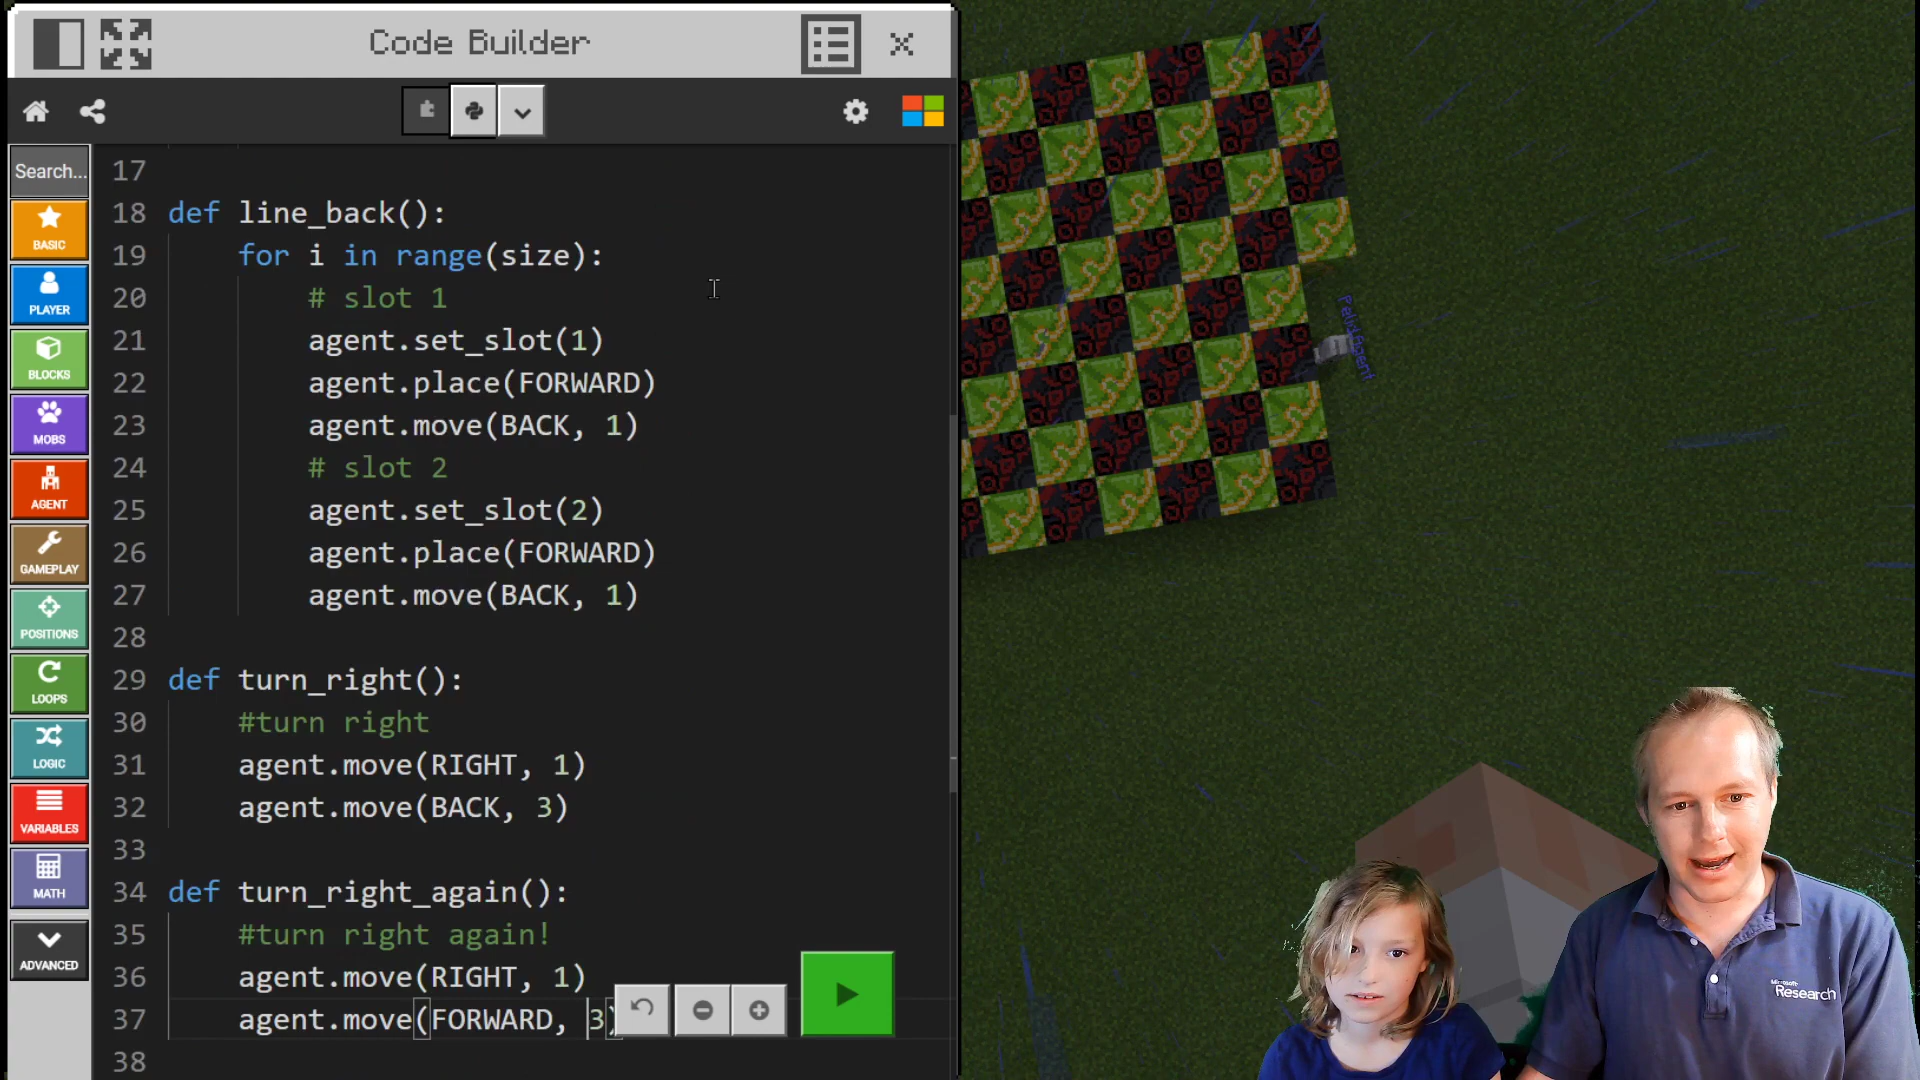 Code Builder
Search...
BASIC
PLAYER
BLOCKS
MOBS
AGENT
GAMEPLAY
POSITIONS
LOOPS
LOGIC
VARIABLES
MATH
ADVANCED
17
18 def line_back():
19 for i in range(size):
20 # slot 1
21 agent.set_slot(1)
22 agent.place(FORWARD)
23 agent.move(BACK, 1)
24 # slot 2
25 agent.set_slot(2)
26 agent.place(FORWARD)
27 agent.move(BACK, 1)
28
29 def turn_right():
30 #turn right
31 agent.move(RIGHT, 1)
32 agent.move(BACK, 3)
33
34 def turn_right_again():
35 #turn right again!
36 agent.move(RIGHT, 1)
37 agent.move(FORWARD, 3)
38
Microsoft
Research